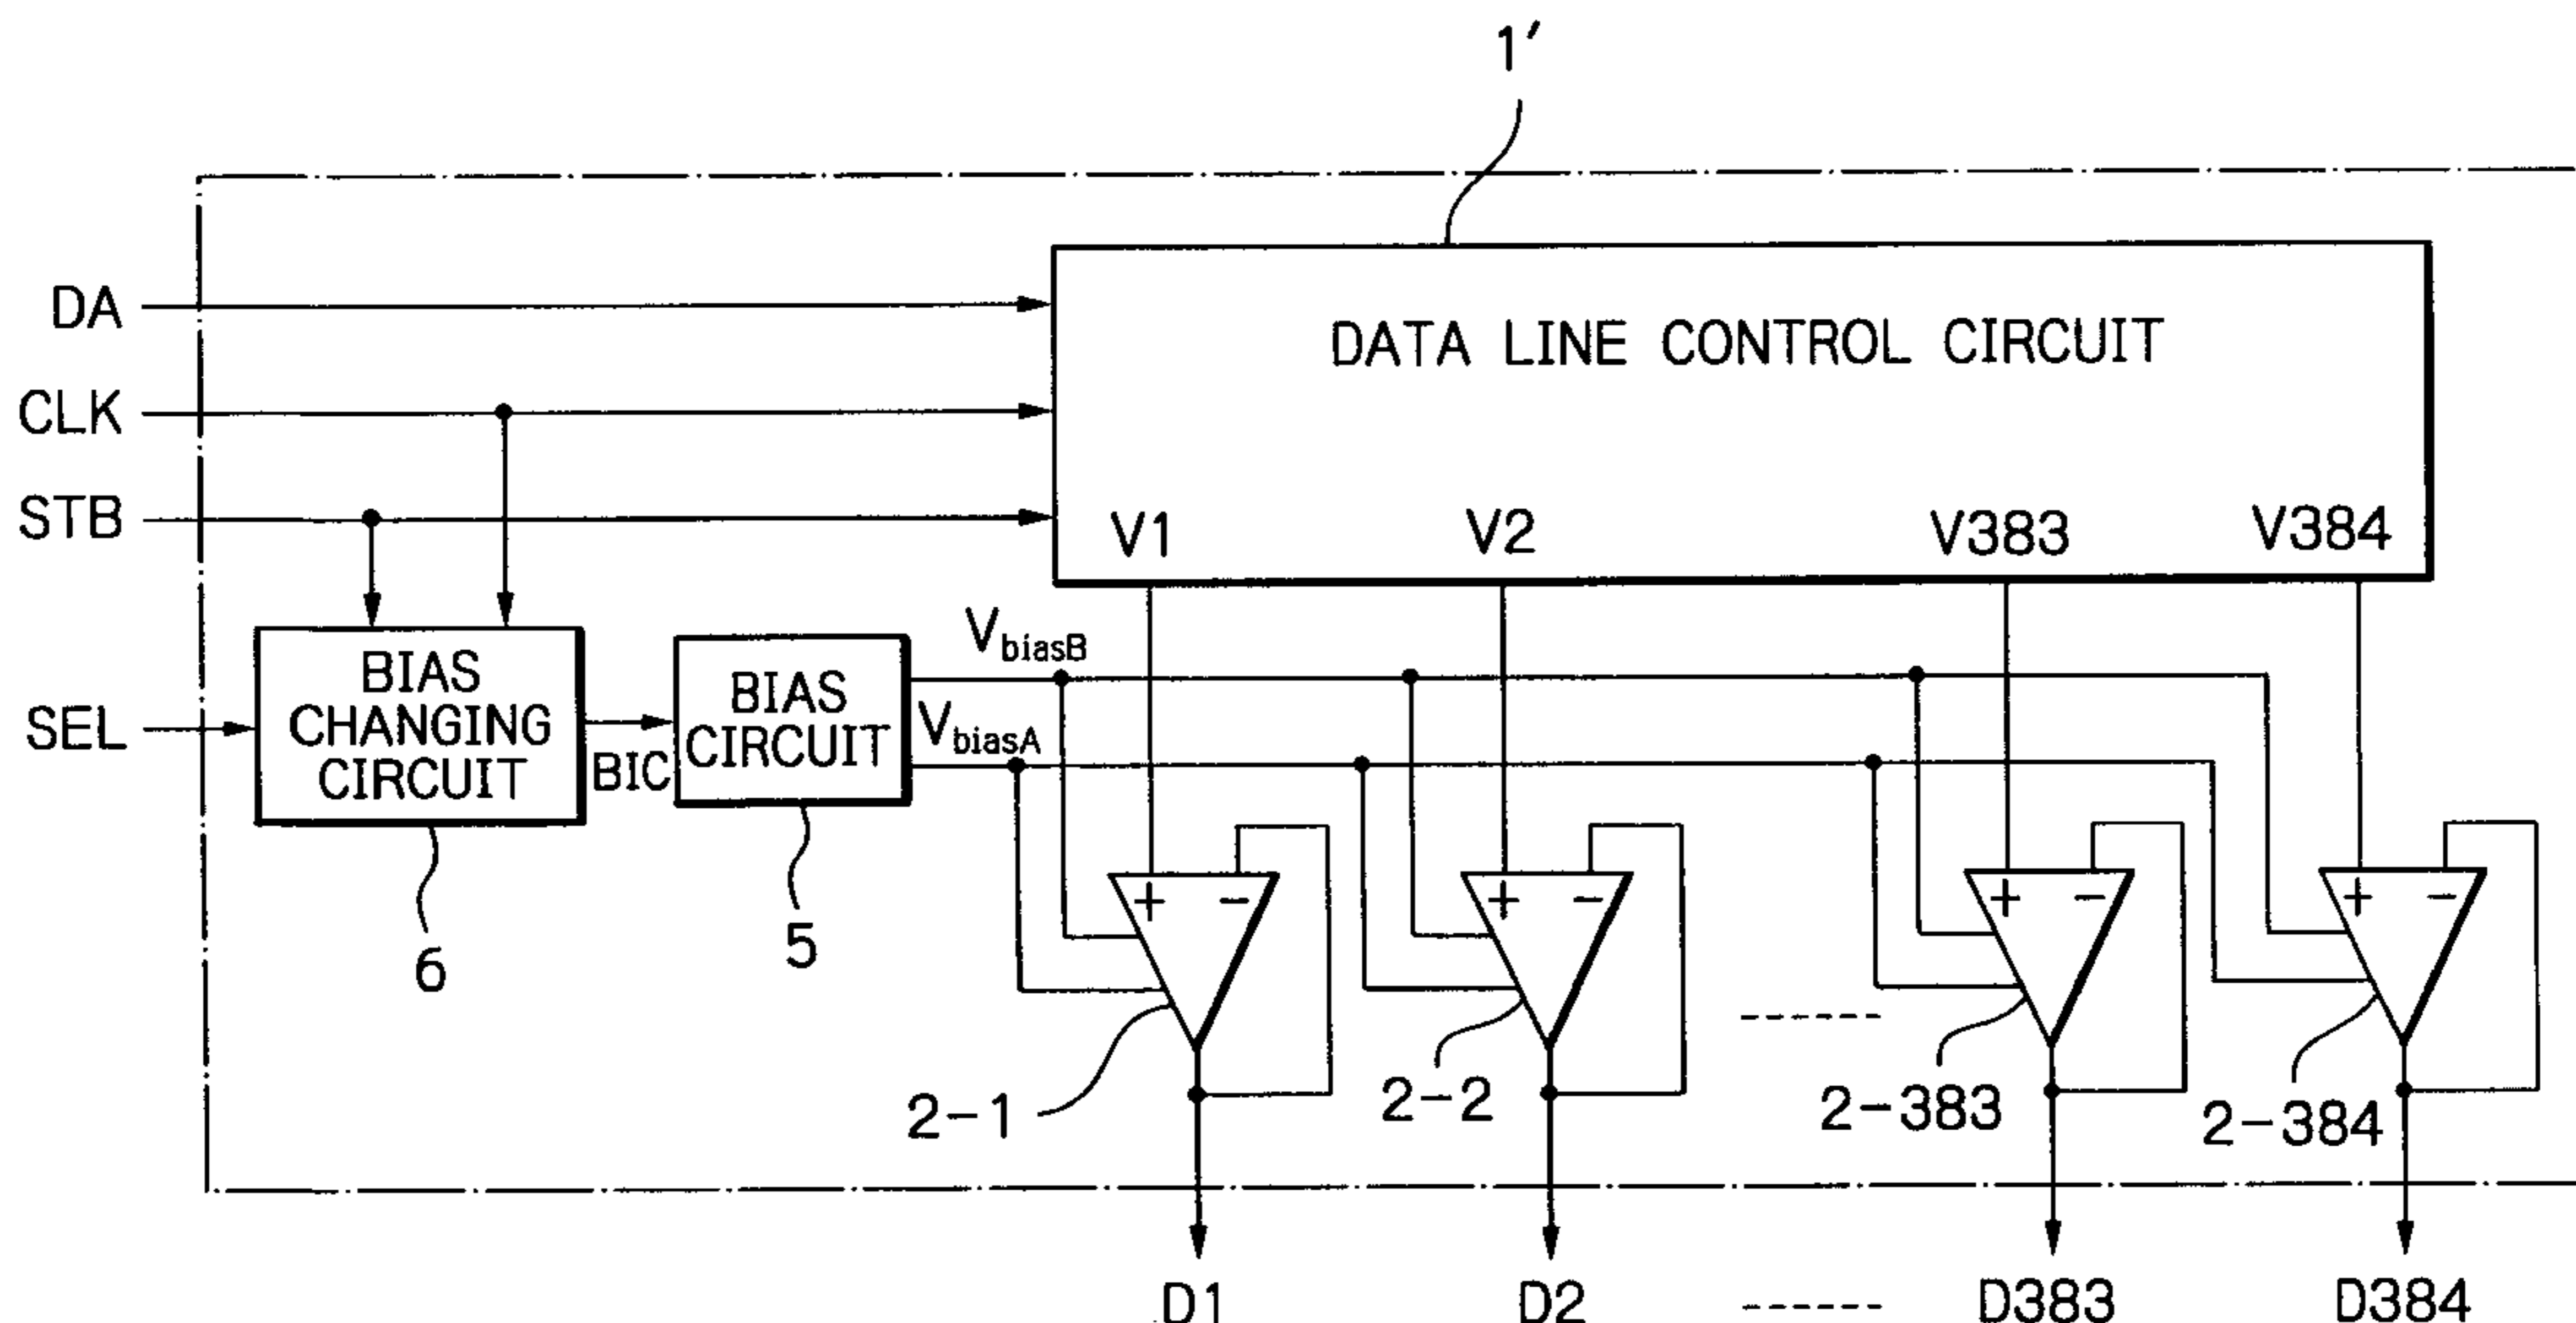 1′
DA
DATA LINE CONTROL CIRCUIT
CLK
STB
V1 V2 V383 V384
VbiasB
BIAS
CHANGING
CIRCUIT
BIAS
CIRCUIT
SEL
VbiasA
BIC
+ − + − + − + −
6
5
2-1
2-2
------
2-383
2-384
D1 D2 ------ D383 D384